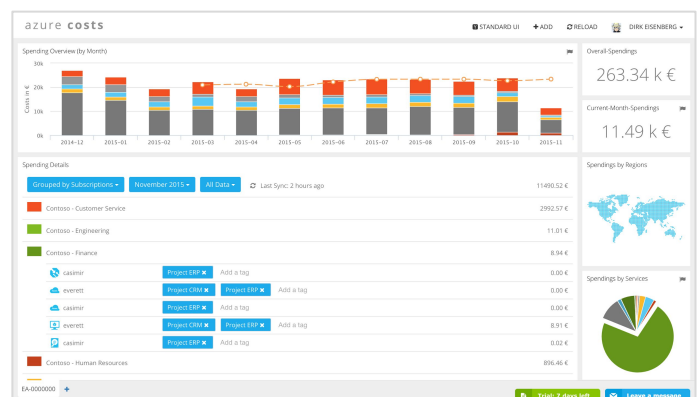 azure costs
STANDARD UI + ADD RELOAD DIRK EISENBERG
Spending Overview (by Month)
Costs in €
30k
20k
10k
0k
2014-12 2015-01 2015-02 2015-03 2015-04 2015-05 2015-06 2015-07 2015-08 2015-09 2015-10 2015-11
Overall-Spendings
263.34 k €
Current-Month-Spendings
11.49 k €
Spending Details
Grouped by Subscriptions November 2015 All Data Last Sync: 2 hours ago 11490.52 €
Contoso - Customer Service 2992.57 €
Contoso - Engineering 11.01 €
Contoso - Finance 8.94 €
casimir Project ERP × Add a tag 0.00 €
everett Project CRM × Project ERP × Add a tag 0.00 €
casimir Project ERP × Add a tag 0.00 €
everett Project CRM × Project ERP × Add a tag 8.91 €
casimir Project ERP × Add a tag 0.02 €
Contoso - Human Resources 896.46 €
Spendings by Regions
Spendings by Services
EA-0000000 +
Trial: 7 days left
Leave a message